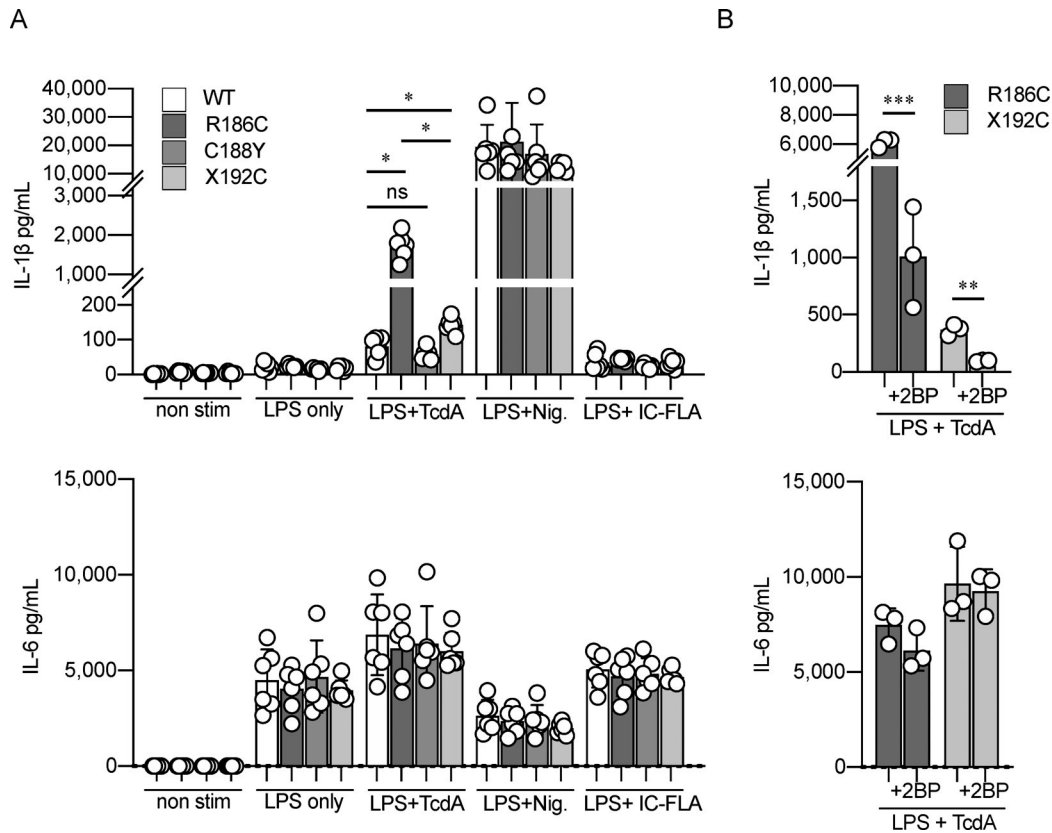 A
IL-1β pg/mL
40,000
30,000
20,000
10,000
3,000
2,000
1,000
200
100
0
WT
R186C
C188Y
X192C
*
*
*
ns
non stim
LPS only
LPS+TcdA
LPS+Nig.
LPS+ IC-FLA
IL-6 pg/mL
15,000
10,000
5,000
0
non stim
LPS only
LPS+TcdA
LPS+Nig.
LPS+ IC-FLA
B
IL-1β pg/mL
10,000
8,000
6,000
1,500
1,000
500
0
R186C
X192C
***
**
+2BP +2BP
LPS + TcdA
IL-6 pg/mL
15,000
10,000
5,000
0
+2BP +2BP
LPS + TcdA